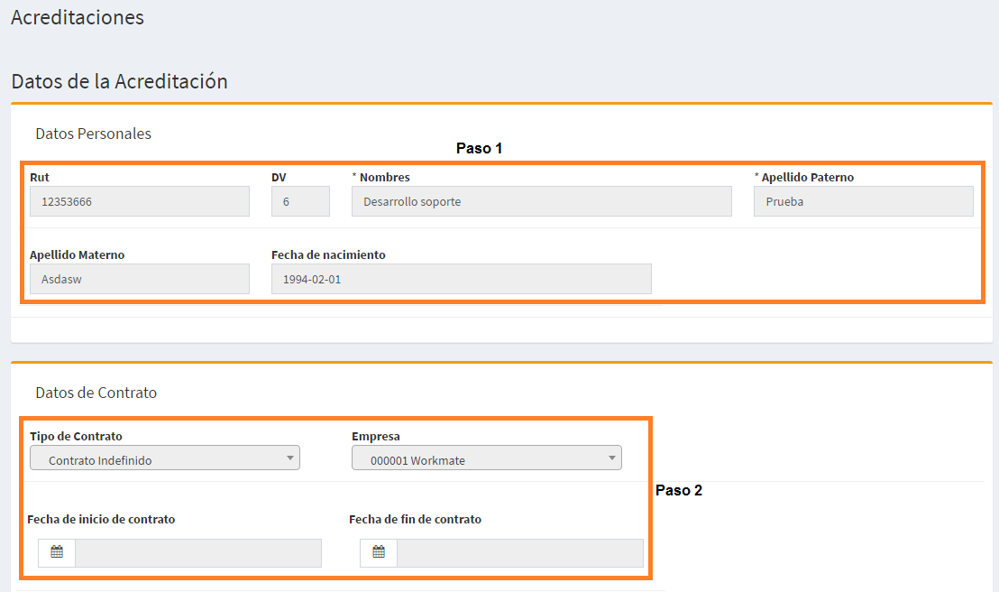 Acreditaciones
Datos de la Acreditación
Datos Personales
Paso 1
Rut DV * Nombres * Apellido Paterno
12353666 6 Desarrollo soporte Prueba
Apellido Materno Fecha de nacimiento
Asdasw 1994-02-01
Datos de Contrato
Tipo de Contrato Empresa
Contrato Indefinido 000001 Workmate
Paso 2
Fecha de inicio de contrato Fecha de fin de contrato